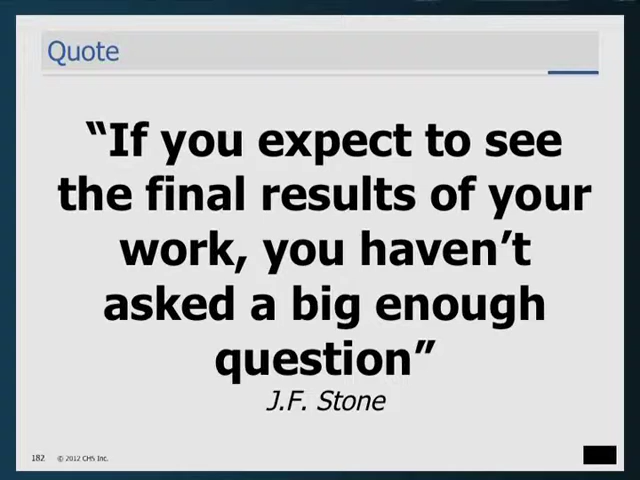 Quote
“If you expect to see
the final results of your
work, you haven’t
asked a big enough
question”
J.F. Stone
182 © 2012 CHS Inc.